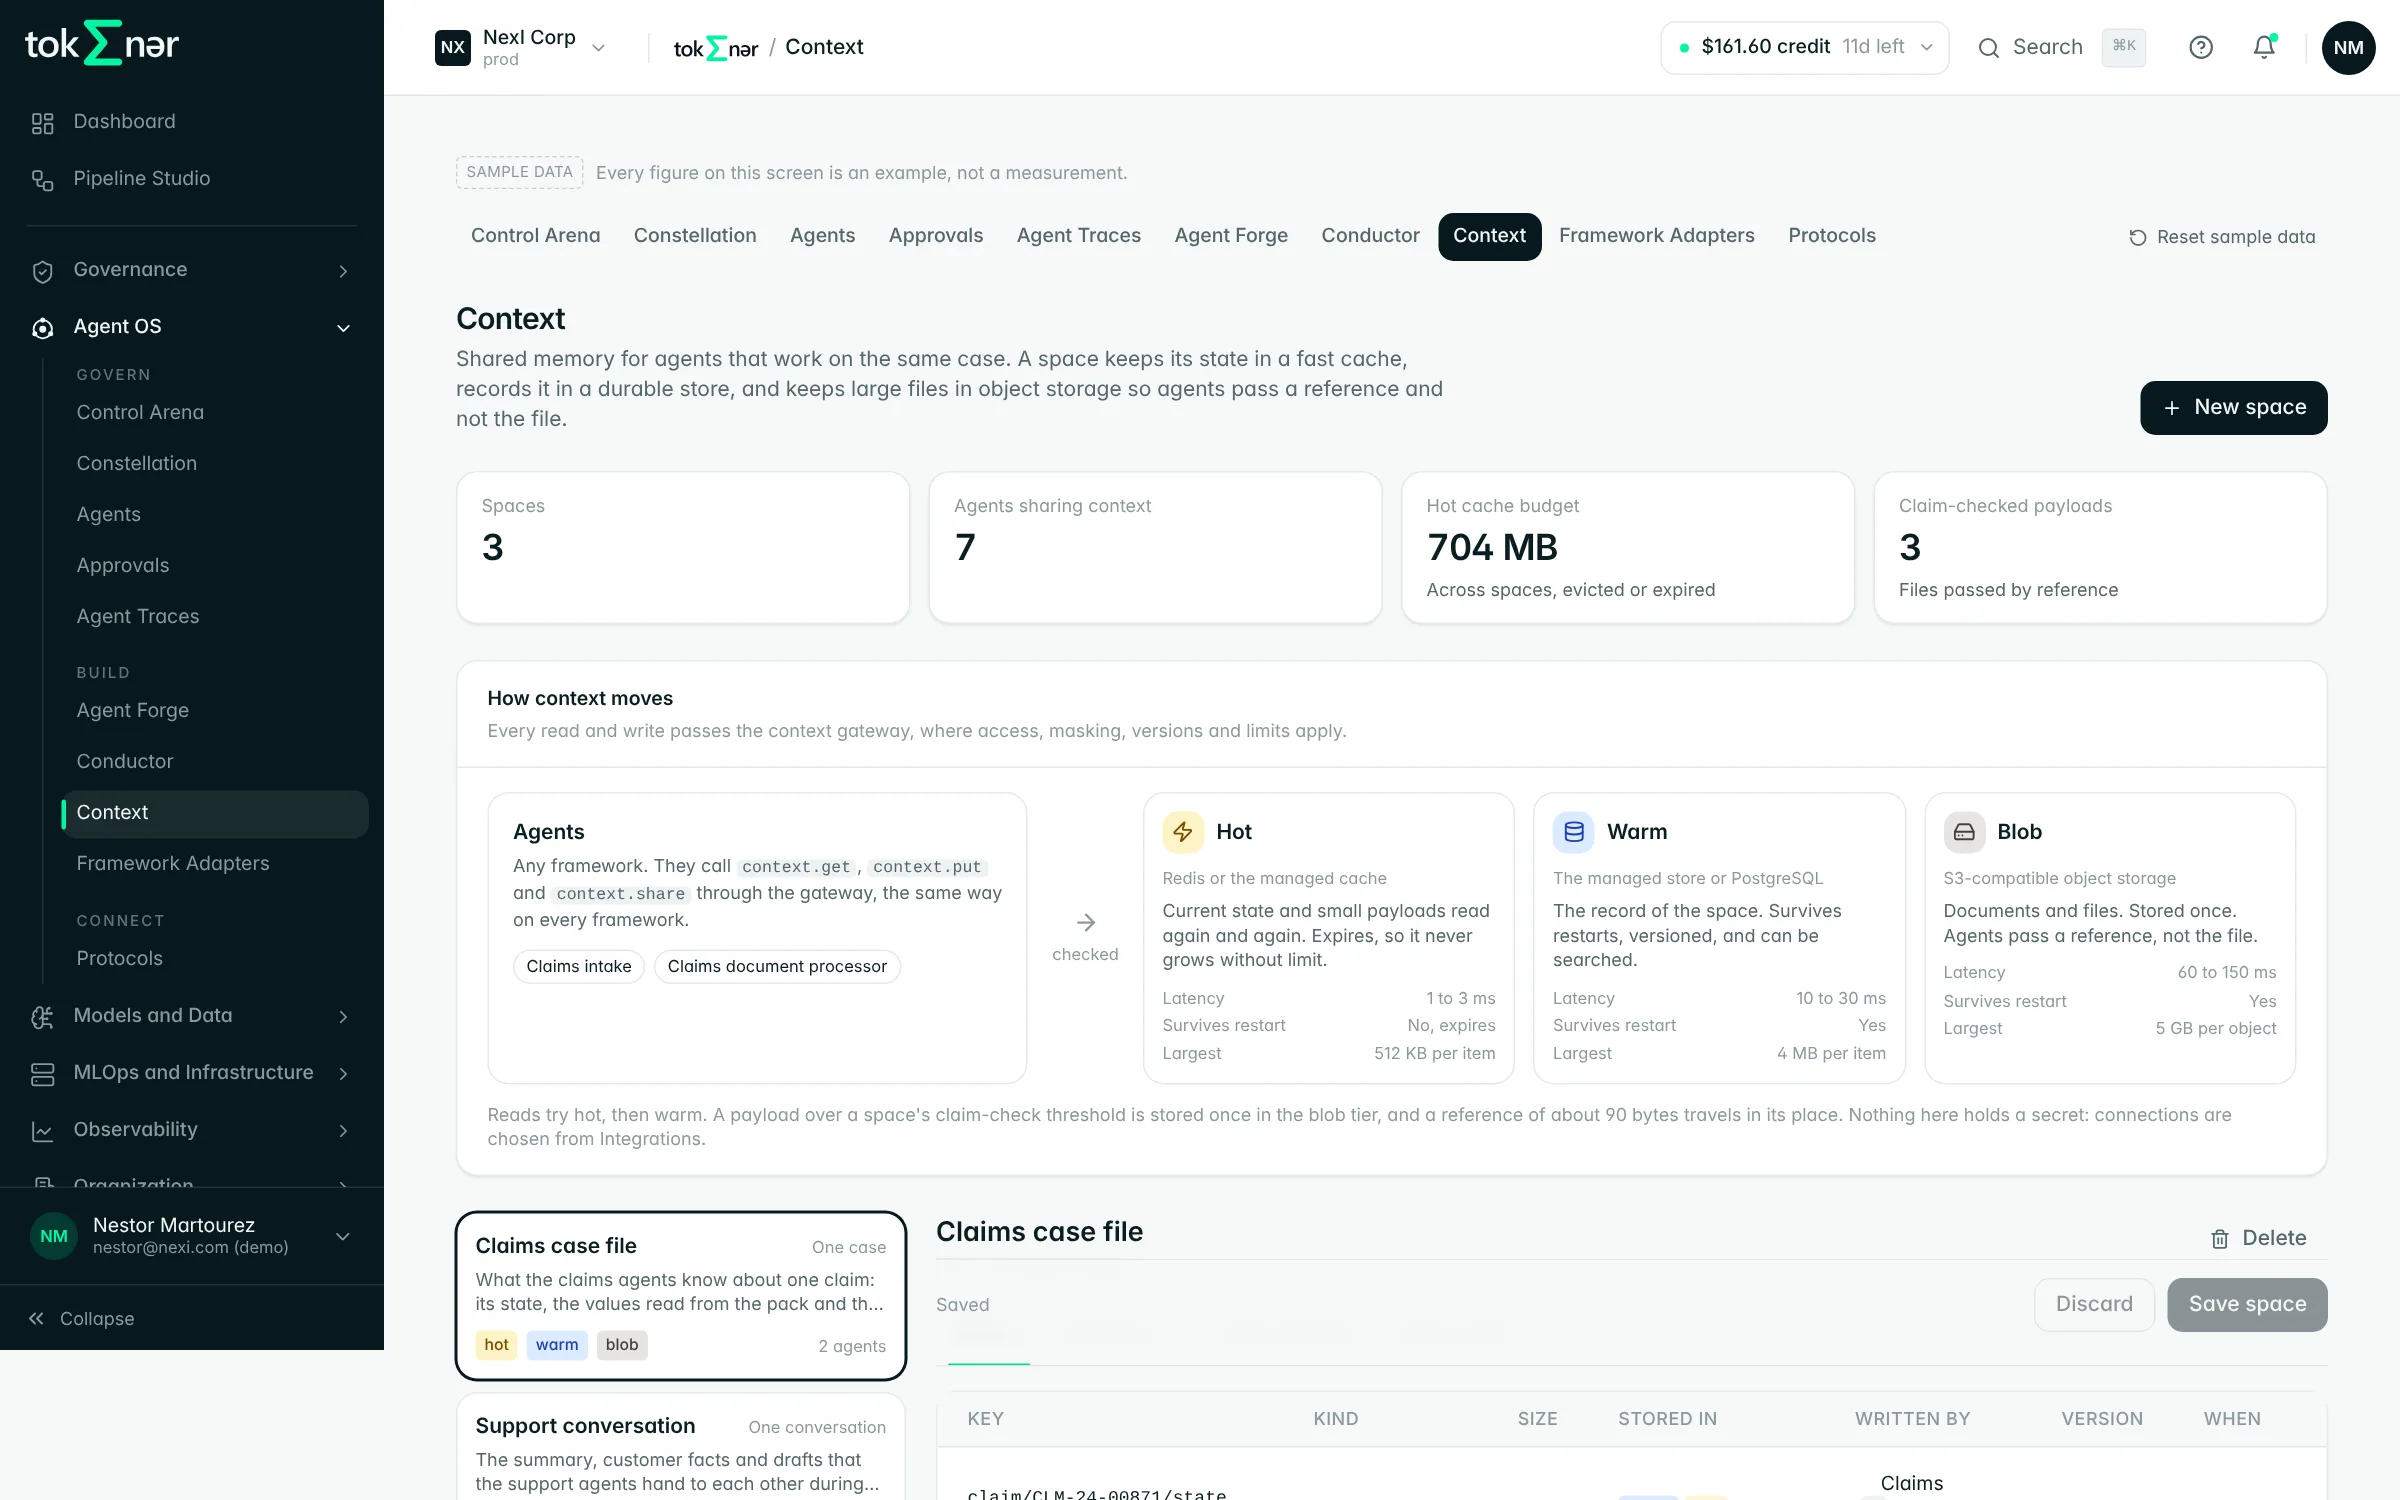 tokΣnər
Dashboard
Pipeline Studio
Governance
Agent OS
GOVERN
Control Arena
Constellation
Agents
Approvals
Agent Traces
BUILD
Agent Forge
Conductor
Context
Framework Adapters
CONNECT
Protocols
Models and Data
MLOps and Infrastructure
Observability
Organization
NM
Nestor Martourez
nestor@nexi.com (demo)
Collapse
NX
Nexl Corp
prod
tokΣnər / Context
$161.60 credit 11d left
Search ⌘K
NM
SAMPLE DATA Every figure on this screen is an example, not a measurement.
Control Arena Constellation Agents Approvals Agent Traces Agent Forge Conductor Context Framework Adapters Protocols
Reset sample data
Context
Shared memory for agents that work on the same case. A space keeps its state in a fast cache,
records it in a durable store, and keeps large files in object storage so agents pass a reference and
not the file.
+ New space
Spaces
3
Agents sharing context
7
Hot cache budget
704 MB
Across spaces, evicted or expired
Claim-checked payloads
3
Files passed by reference
How context moves
Every read and write passes the context gateway, where access, masking, versions and limits apply.
Agents
Any framework. They call context.get, context.put
and context.share through the gateway, the same way
on every framework.
Claims intake Claims document processor
checked
Hot
Redis or the managed cache
Current state and small payloads read
again and again. Expires, so it never
grows without limit.
Latency 1 to 3 ms
Survives restart No, expires
Largest 512 KB per item
Warm
The managed store or PostgreSQL
The record of the space. Survives
restarts, versioned, and can be
searched.
Latency 10 to 30 ms
Survives restart Yes
Largest 4 MB per item
Blob
S3-compatible object storage
Documents and files. Stored once.
Agents pass a reference, not the file.
Latency 60 to 150 ms
Survives restart Yes
Largest 5 GB per object
Reads try hot, then warm. A payload over a space's claim-check threshold is stored once in the blob tier, and a reference of about 90 bytes travels in its place. Nothing here holds a secret: connections are
chosen from Integrations.
Claims case file One case
What the claims agents know about one claim:
its state, the values read from the pack and th...
hot warm blob 2 agents
Support conversation One conversation
The summary, customer facts and drafts that
the support agents hand to each other during...
Claims case file
Delete
Saved
Discard Save space
KEY KIND SIZE STORED IN WRITTEN BY VERSION WHEN
claim/CLM-24-00871/state
Claims